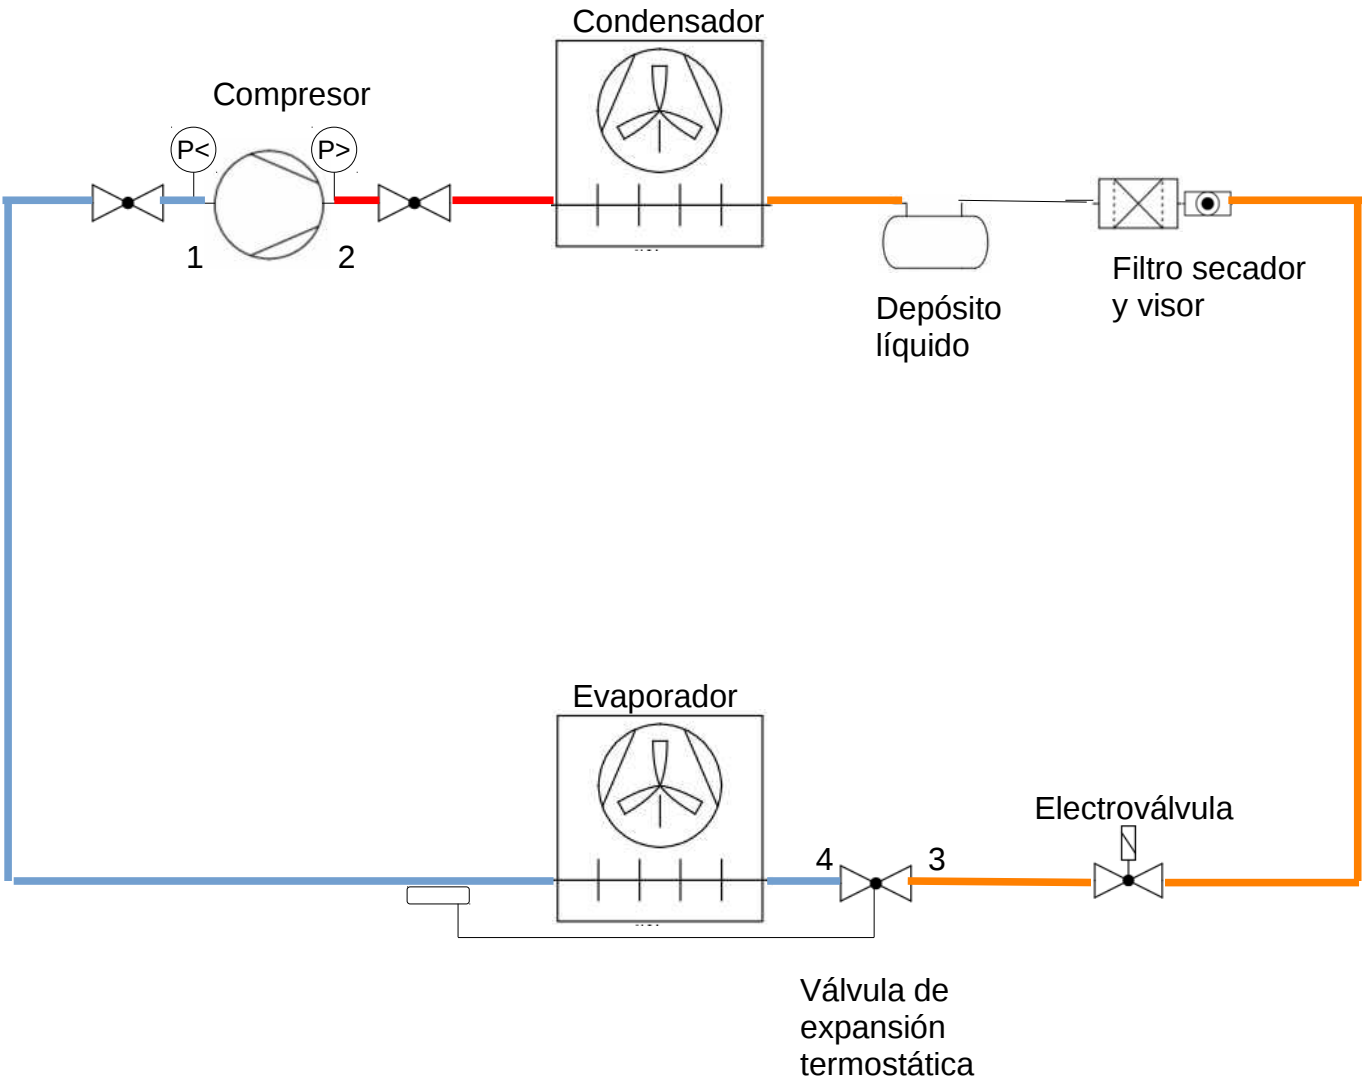 Condensador
Compresor
P<
P>
1
2
Filtro secador
y visor
Depósito
líquido
Evaporador
Electroválvula
4
3
Válvula de
expansión
termostática